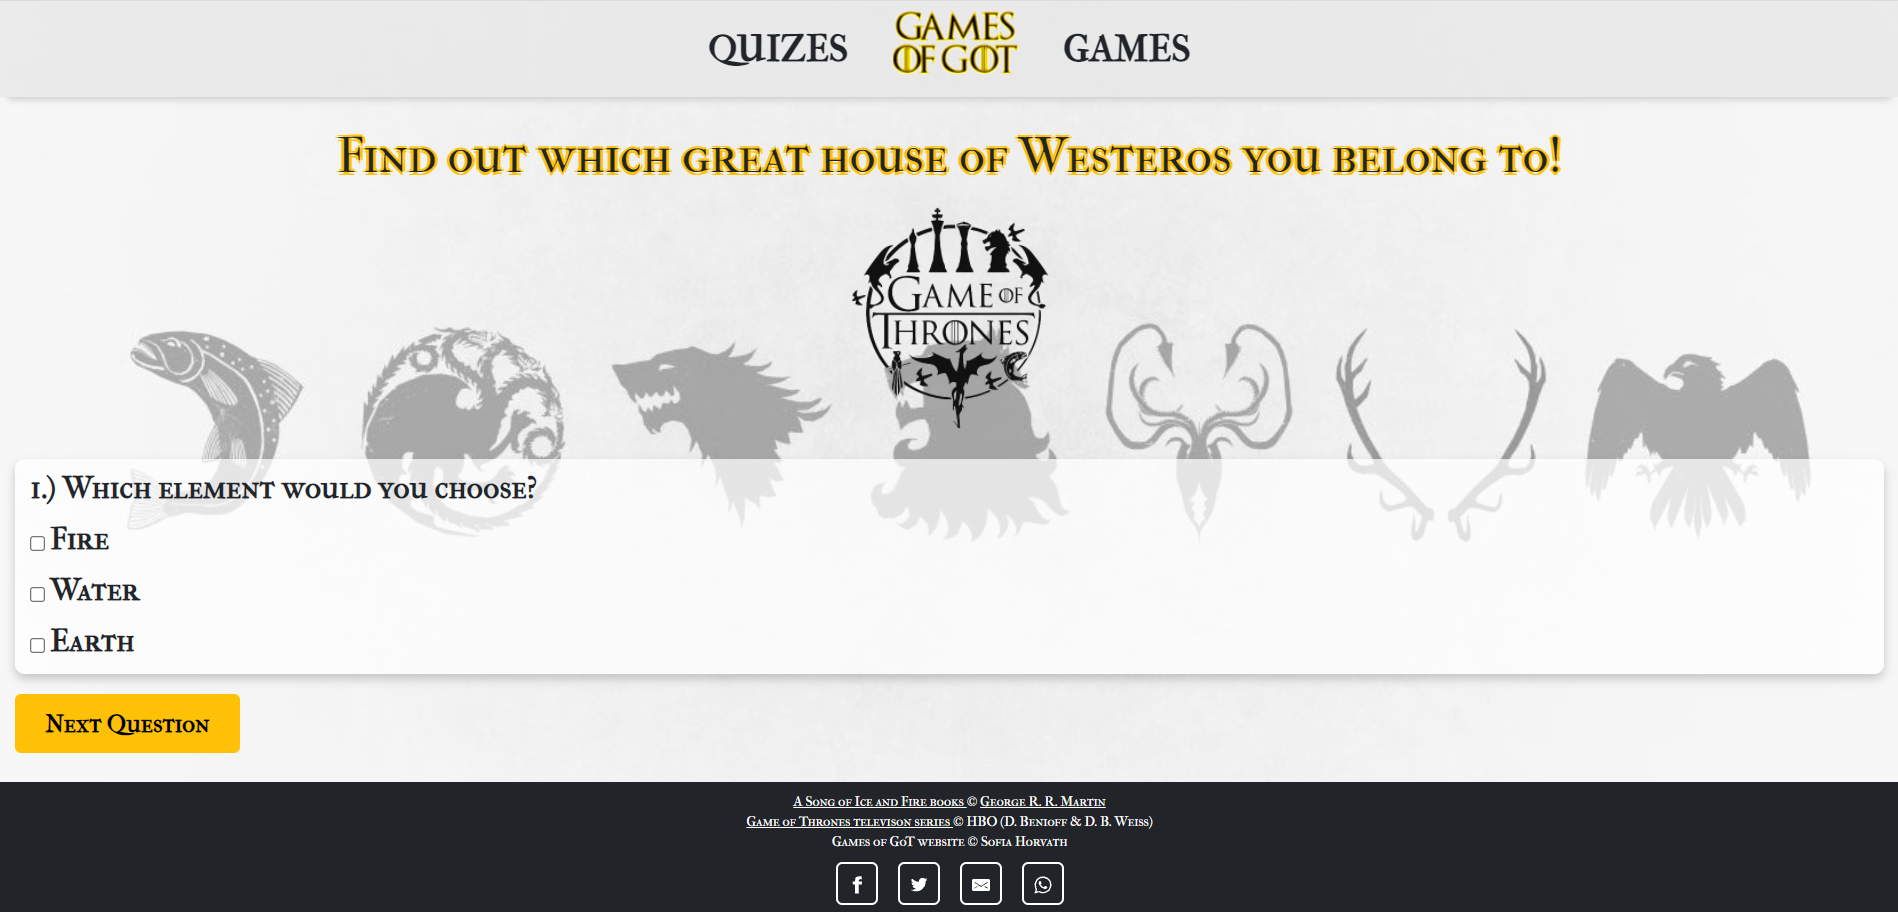 QUIZES
GAMES
OF GOT
GAMES
Find out which great house of Westeros you belong to!
Game of
Thrones
1.) Which element would you choose?
Fire
Water
Earth
Next Question
A Song of Ice and Fire books © George R. R. Martin
Game of Thrones televison series © HBO (D. Benioff & D. B. Weiss)
Games of GoT website © Sofia Horvath